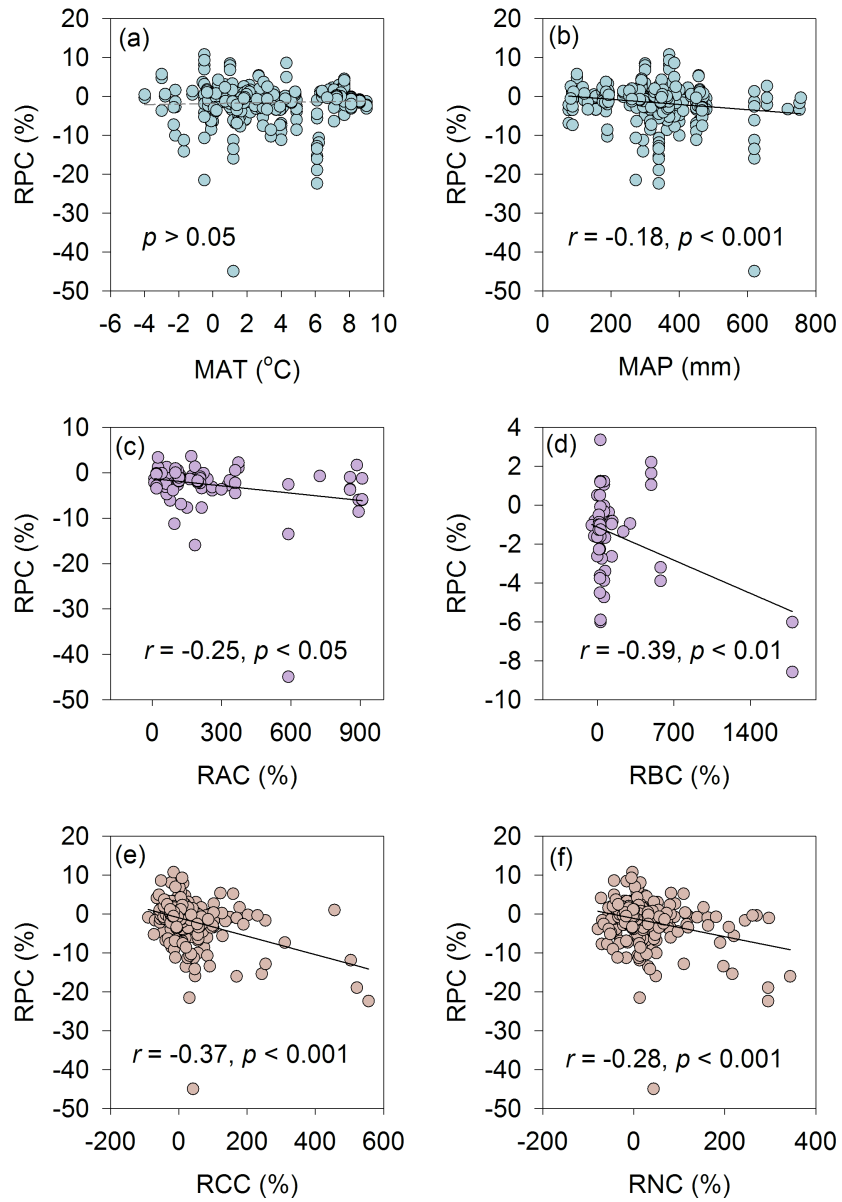 (a)
20
10
0
-10
-20
-30
-40
-50
RPC (%)
p > 0.05
-6 -4 -2 0 2 4 6 8 10
MAT (°C)
(b)
20
10
0
-10
-20
-30
-40
-50
RPC (%)
r = -0.18, p < 0.001
0 200 400 600 800
MAP (mm)
(c)
10
0
-10
-20
-30
-40
-50
RPC (%)
r = -0.25, p < 0.05
0 300 600 900
RAC (%)
(d)
4
2
0
-2
-4
-6
-8
-10
RPC (%)
r = -0.39, p < 0.01
0 700 1400
RBC (%)
(e)
20
10
0
-10
-20
-30
-40
-50
RPC (%)
r = -0.37, p < 0.001
-200 0 200 400 600
RCC (%)
(f)
20
10
0
-10
-20
-30
-40
-50
RPC (%)
r = -0.28, p < 0.001
-200 0 200 400
RNC (%)